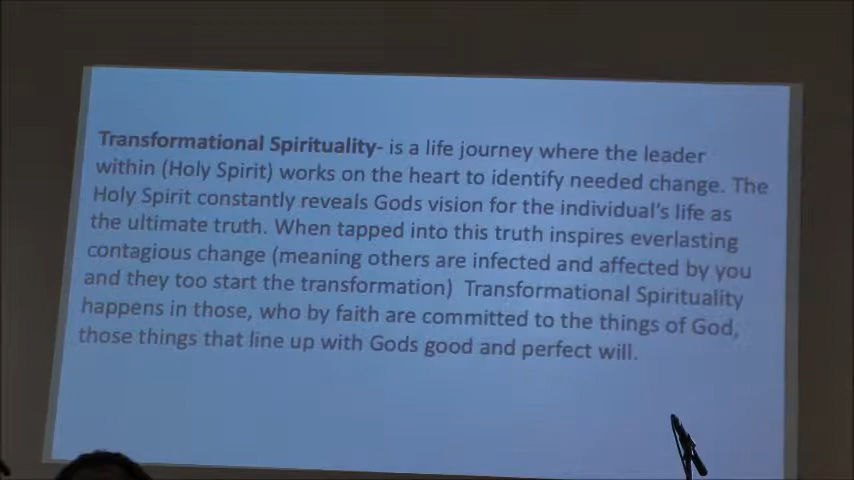 Transformational Spirituality- is a life journey where the leader
within (Holy Spirit) works on the heart to identify needed change. The
Holy Spirit constantly reveals Gods vision for the individual's life as
the ultimate truth. When tapped into this truth inspires everlasting
contagious change (meaning others are infected and affected by you
and they too start the transformation) Transformational Spirituality
happens in those, who by faith are committed to the things of God,
those things that line up with Gods good and perfect will.